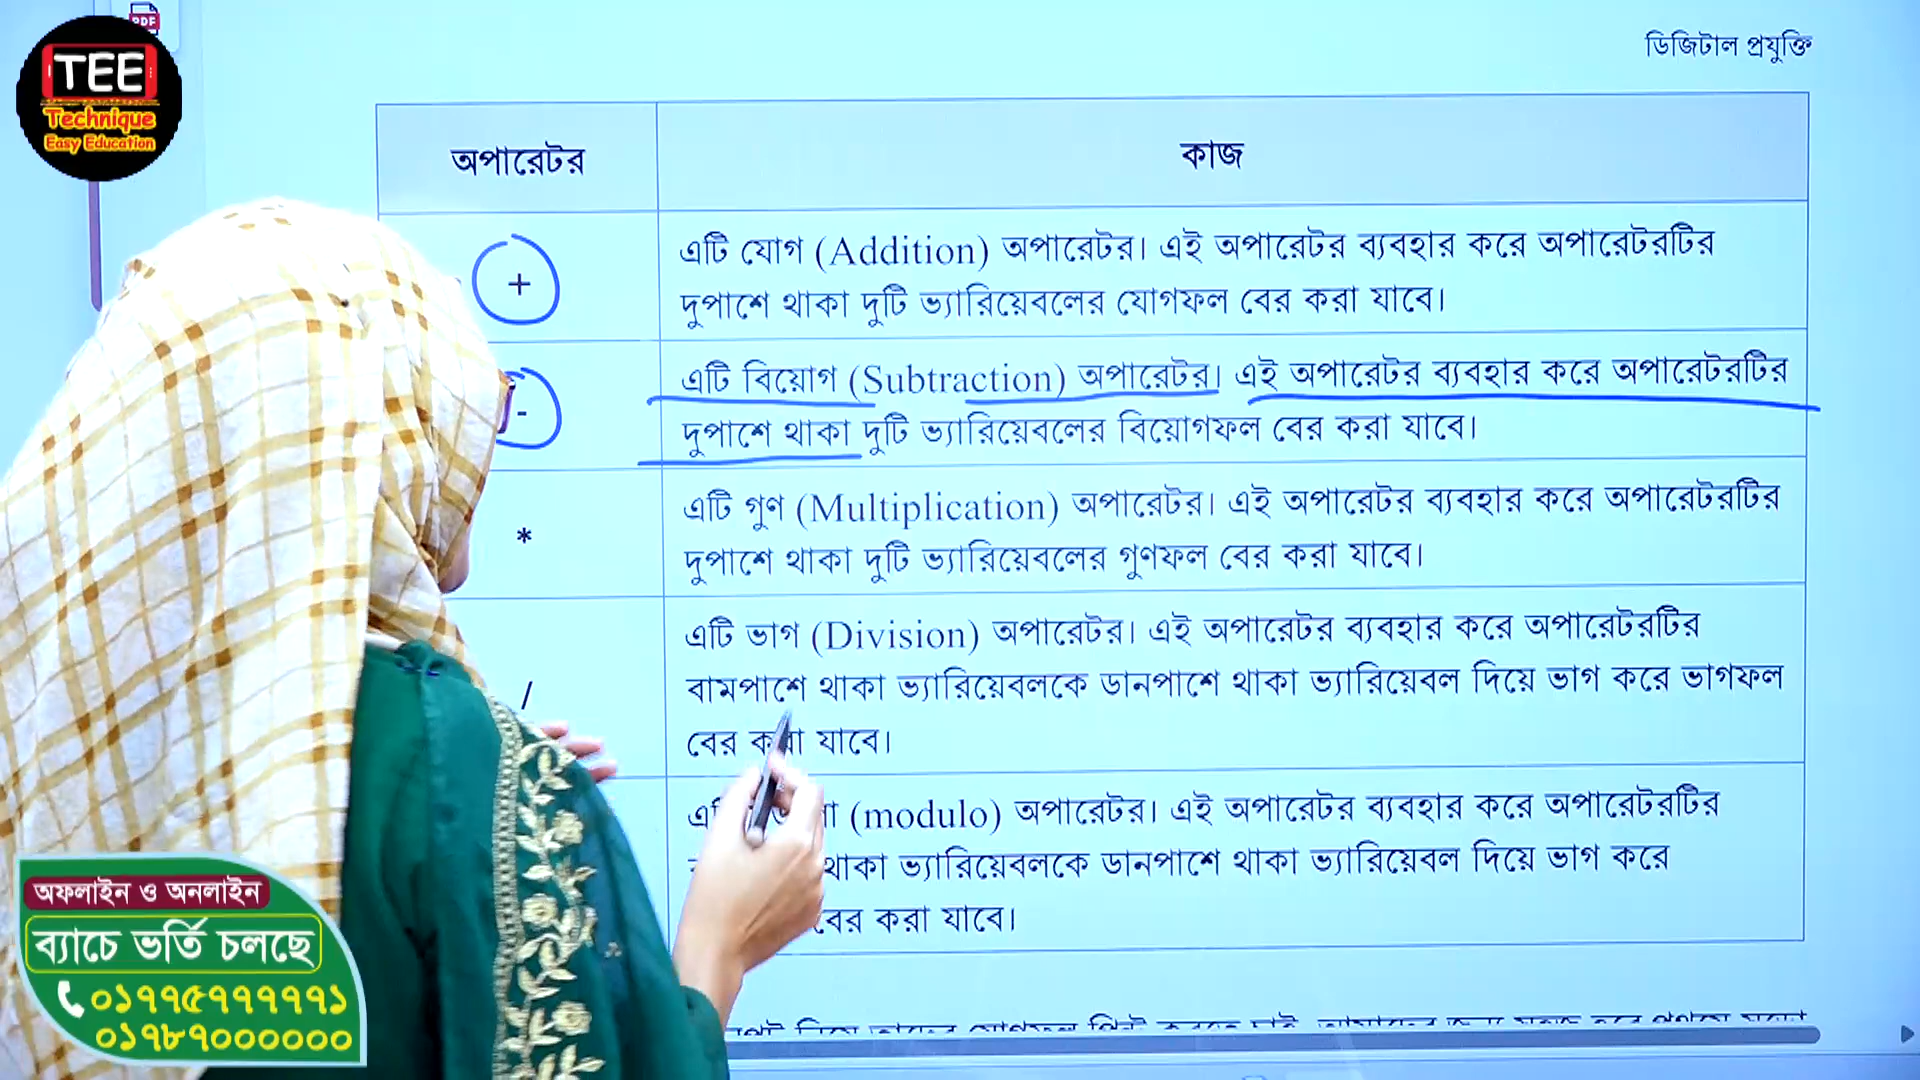 PDF
TEE
Technique
Easy Education
ডিজিটাল প্রযুক্তি
অপারেটর
কাজ
+
এটি যোগ (Addition) অপারেটর। এই অপারেটর ব্যবহার করে অপারেটরটির
দুপাশে থাকা দুটি ভ্যারিয়েবলের যোগফল বের করা যাবে।
-
এটি বিয়োগ (Subtraction) অপারেটর। এই অপারেটর ব্যবহার করে অপারেটরটির
দুপাশে থাকা দুটি ভ্যারিয়েবলের বিয়োগফল বের করা যাবে।
*
এটি গুণ (Multiplication) অপারেটর। এই অপারেটর ব্যবহার করে অপারেটরটির
দুপাশে থাকা দুটি ভ্যারিয়েবলের গুণফল বের করা যাবে।
/
এটি ভাগ (Division) অপারেটর। এই অপারেটর ব্যবহার করে অপারেটরটির
বামপাশে থাকা ভ্যারিয়েবলকে ডানপাশে থাকা ভ্যারিয়েবল দিয়ে ভাগ করে ভাগফল
বের করা যাবে।
(modulo) অপারেটর। এই অপারেটর ব্যবহার করে অপারেটরটির
থাকা ভ্যারিয়েবলকে ডানপাশে থাকা ভ্যারিয়েবল দিয়ে ভাগ করে
বের করা যাবে।
অফলাইন ও অনলাইন
ব্যাচে ভর্তি চলছে
০১৭৭৫৭৭৭৭৭১
০১৭৮৭০০০০০০